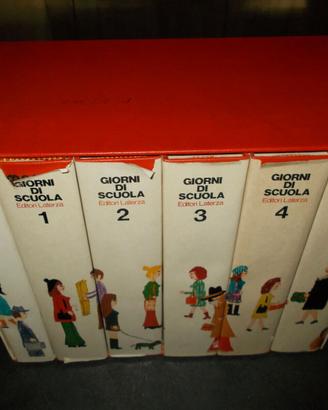 GIORNI
DI
SCUOLA
Editori Laterza
1
GIORNI
DI
SCUOLA
Editori Laterza
2
GIORNI
DI
SCUOLA
Editori Laterza
3
GIORNI
DI
SCUOLA
Editori Laterza
4